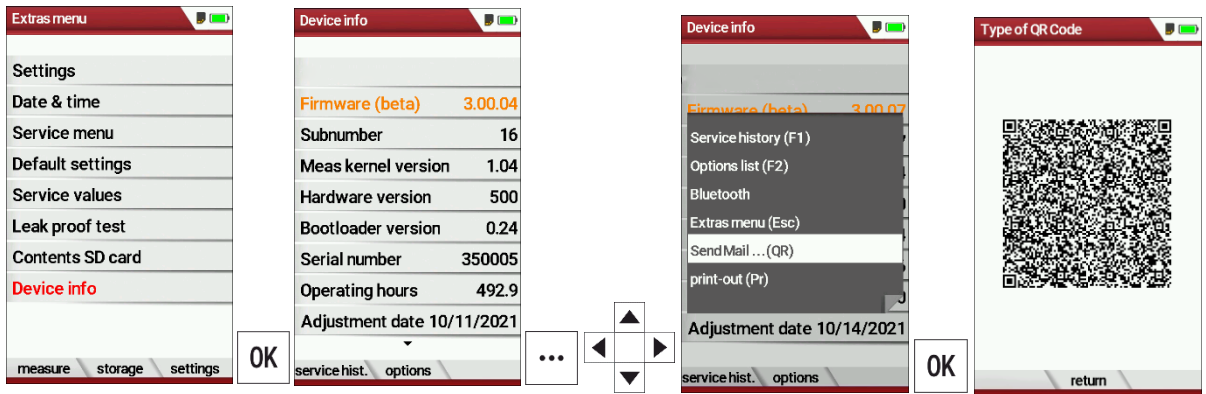 Extras menu
Settings
Date & time
Service menu
Default settings
Service values
Leak proof test
Contents SD card
Device info
measure storage settings
OK
Device info
Firmware (beta) 3.00.04
Subnumber 16
Meas kernel version 1.04
Hardware version 500
Bootloader version 0.24
Serial number 350005
Operating hours 492.9
Adjustment date 10/11/2021
service hist. options
...
Device info
Firmware (beta) 3.00.07
Service history (F1)
Options list (F2)
Bluetooth
Extras menu (Esc)
Send Mail ... (QR)
print-out (Pr)
Adjustment date 10/14/2021
service hist. options
OK
Type of QR Code
return